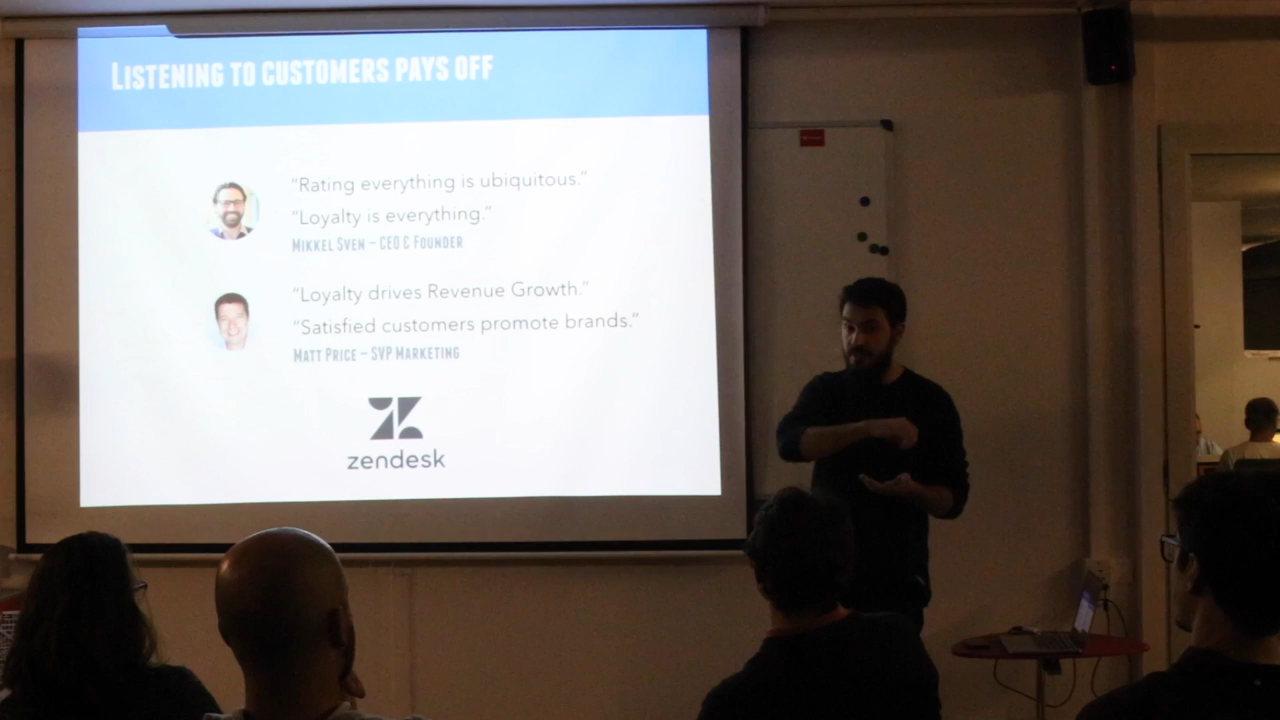 LISTENING TO CUSTOMERS PAYS OFF
"Rating everything is ubiquitous."
"Loyalty is everything."
MIKKEL SVEN – CEO & FOUNDER
"Loyalty drives Revenue Growth."
"Satisfied customers promote brands."
MATT PRICE – SVP MARKETING
zendesk